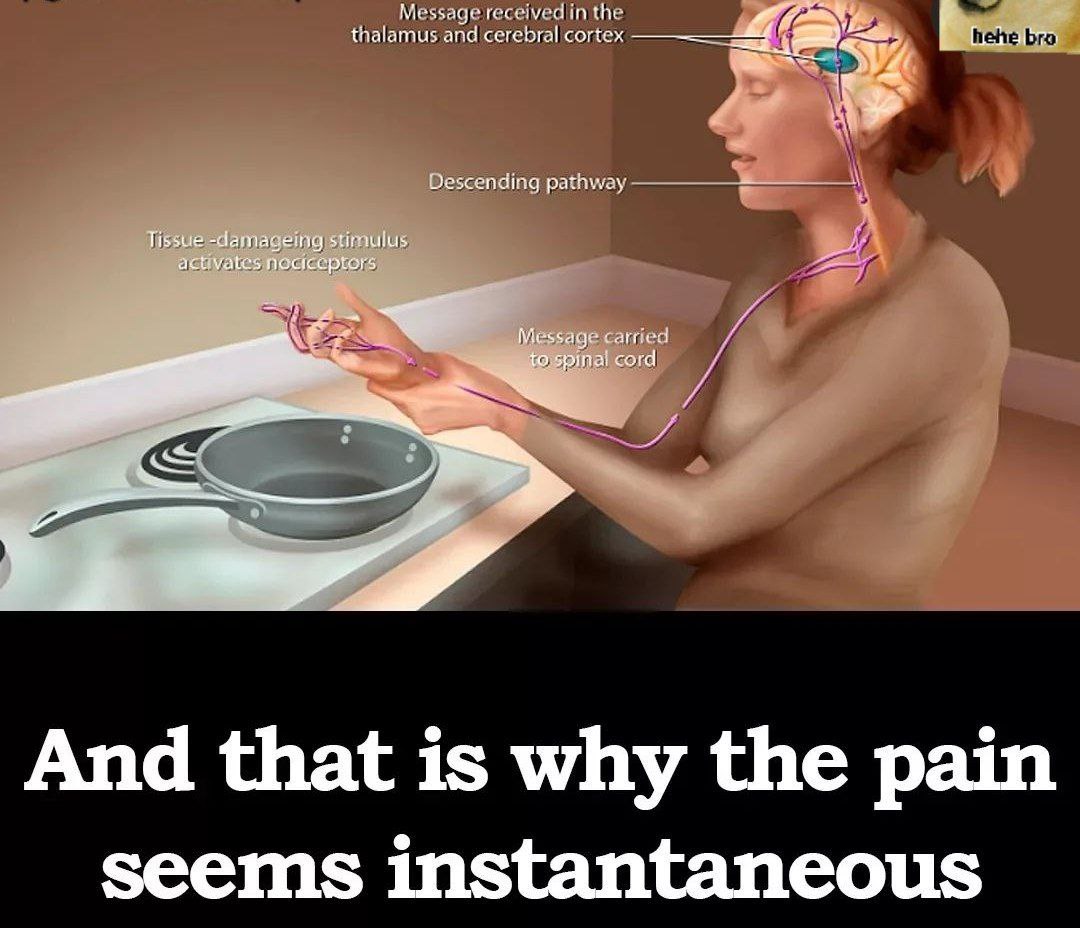 Message received in the
thalamus and cerebral cortex
hehe bro
Descending pathway
Tissue -damageing stimulus
activates nociceptors
Message carried
to spinal cord
And that is why the pain
seems instantaneous